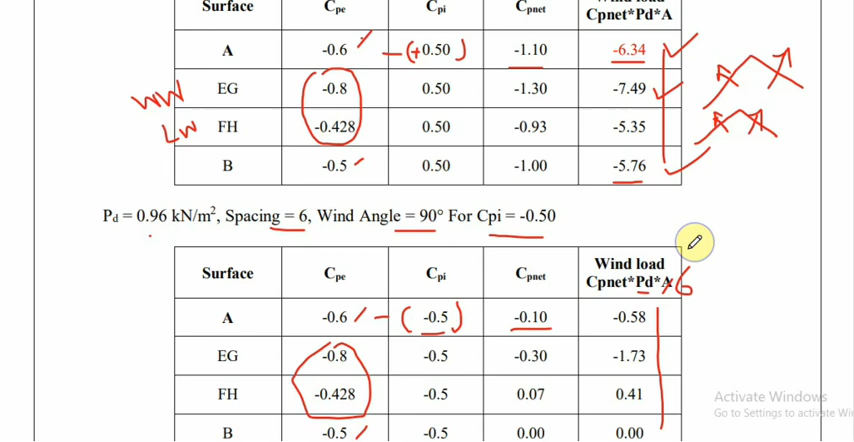 Surface Cpe Cpi Cpnet Wind load Cpnet*Pd*A
A -0.6 - (+0.50) -1.10 -6.34
WW EG -0.8 0.50 -1.30 -7.49
LW FH -0.428 0.50 -0.93 -5.35
B -0.5 0.50 -1.00 -5.76
Pd = 0.96 kN/m², Spacing = 6, Wind Angle = 90° For Cpi = -0.50
Surface Cpe Cpi Cpnet Wind load
Cpnet*Pd*A ×6
A -0.6 - (-0.5) -0.10 -0.58
EG -0.8 -0.5 -0.30 -1.73
FH -0.428 -0.5 0.07 0.41
B -0.5 -0.5 0.00 0.00
Activate Windows
Go to Settings to activate Wi